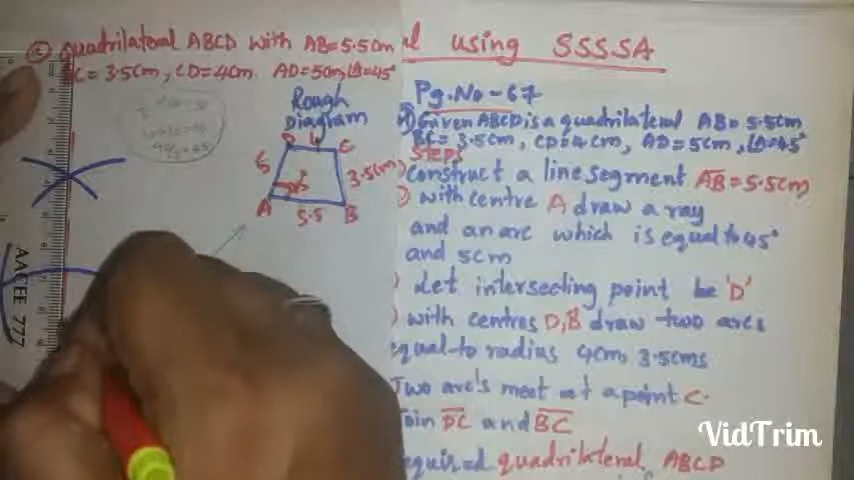 quadrilateral ABCD with AB=5.5cm
BC=3.5cm, CD=4cm AD=5cm, ∠A=45°
using SSSSA
Rough
Diagram
D 4 C
5
3.5cm
A 5.5 B
Pg.No-67
Given ABCD is a quadrilateral AB=5.5cm
BC=3.5cm, CD=4cm, AD=5cm, ∠A=45°
steps
construct a line segment AB=5.5cm
with centre A draw a ray
and an arc which is equal to 45°
and 5cm
Let intersecting point be 'D'
with centres D,B draw two arcs
equal to radius 4cm, 3.5cms
Two arc's meet at a point C.
Join DC and BC
required quadrilateral ABCD
AACEE 777
VidTrim